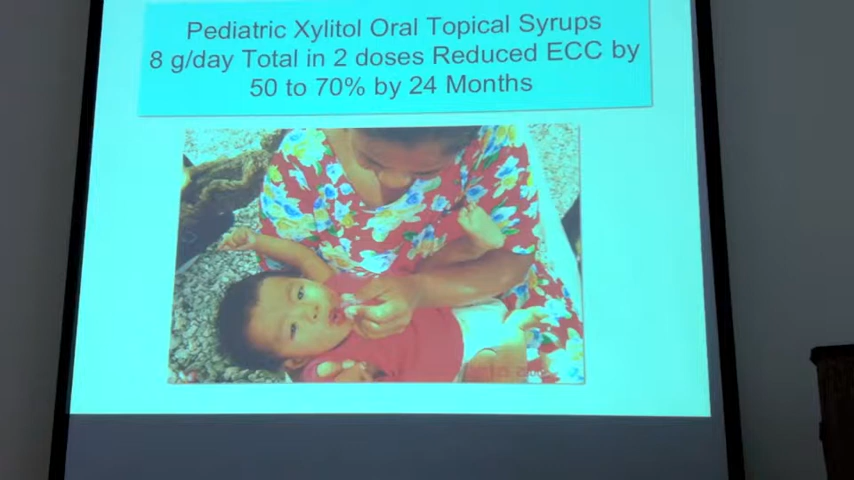 Pediatric Xylitol Oral Topical Syrups
8 g/day Total in 2 doses Reduced ECC by
50 to 70% by 24 Months